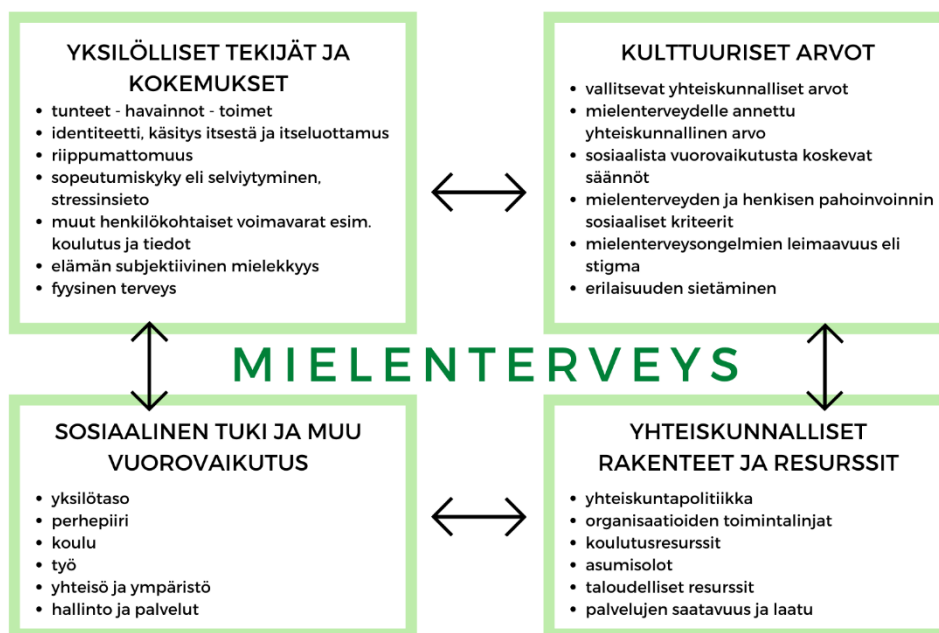 YKSILÖLLISET TEKIJÄT JA
KOKEMUKSET
• tunteet - havainnot - toimet
• identiteetti, käsitys itsestä ja itseluottamus
• riippumattomuus
• sopeutumiskyky eli selviytyminen,
stressinsieto
• muut henkilökohtaiset voimavarat esim.
koulutus ja tiedot
• elämän subjektiivinen mielekkyys
• fyysinen terveys
KULTTUURISET ARVOT
• vallitsevat yhteiskunnalliset arvot
• mielenterveydelle annettu
yhteiskunnallinen arvo
• sosiaalista vuorovaikutusta koskevat
säännöt
• mielenterveyden ja henkisen pahoinvoinnin
sosiaaliset kriteerit
• mielenterveysongelmien leimaavuus eli
stigma
• erilaisuuden sietäminen
MIELENTERVEYS
SOSIAALINEN TUKI JA MUU
VUOROVAIKUTUS
• yksilötaso
• perhepiiri
• koulu
• työ
• yhteisö ja ympäristö
• hallinto ja palvelut
YHTEISKUNNALLISET
RAKENTEET JA RESURSSIT
• yhteiskuntapolitiikka
• organisaatioiden toimintalinjat
• koulutusresurssit
• asumisolot
• taloudelliset resurssit
• palvelujen saatavuus ja laatu